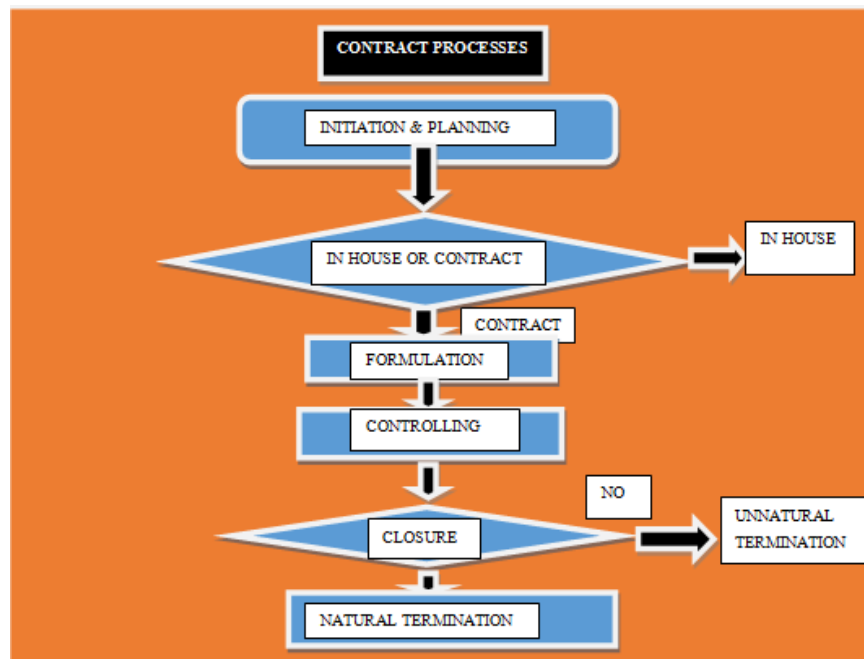 CONTRACT PROCESSES
INITIATION & PLANNING
IN HOUSE OR CONTRACT
IN HOUSE
CONTRACT
FORMULATION
CONTROLLING
NO
CLOSURE
UNNATURAL
TERMINATION
NATURAL TERMINATION